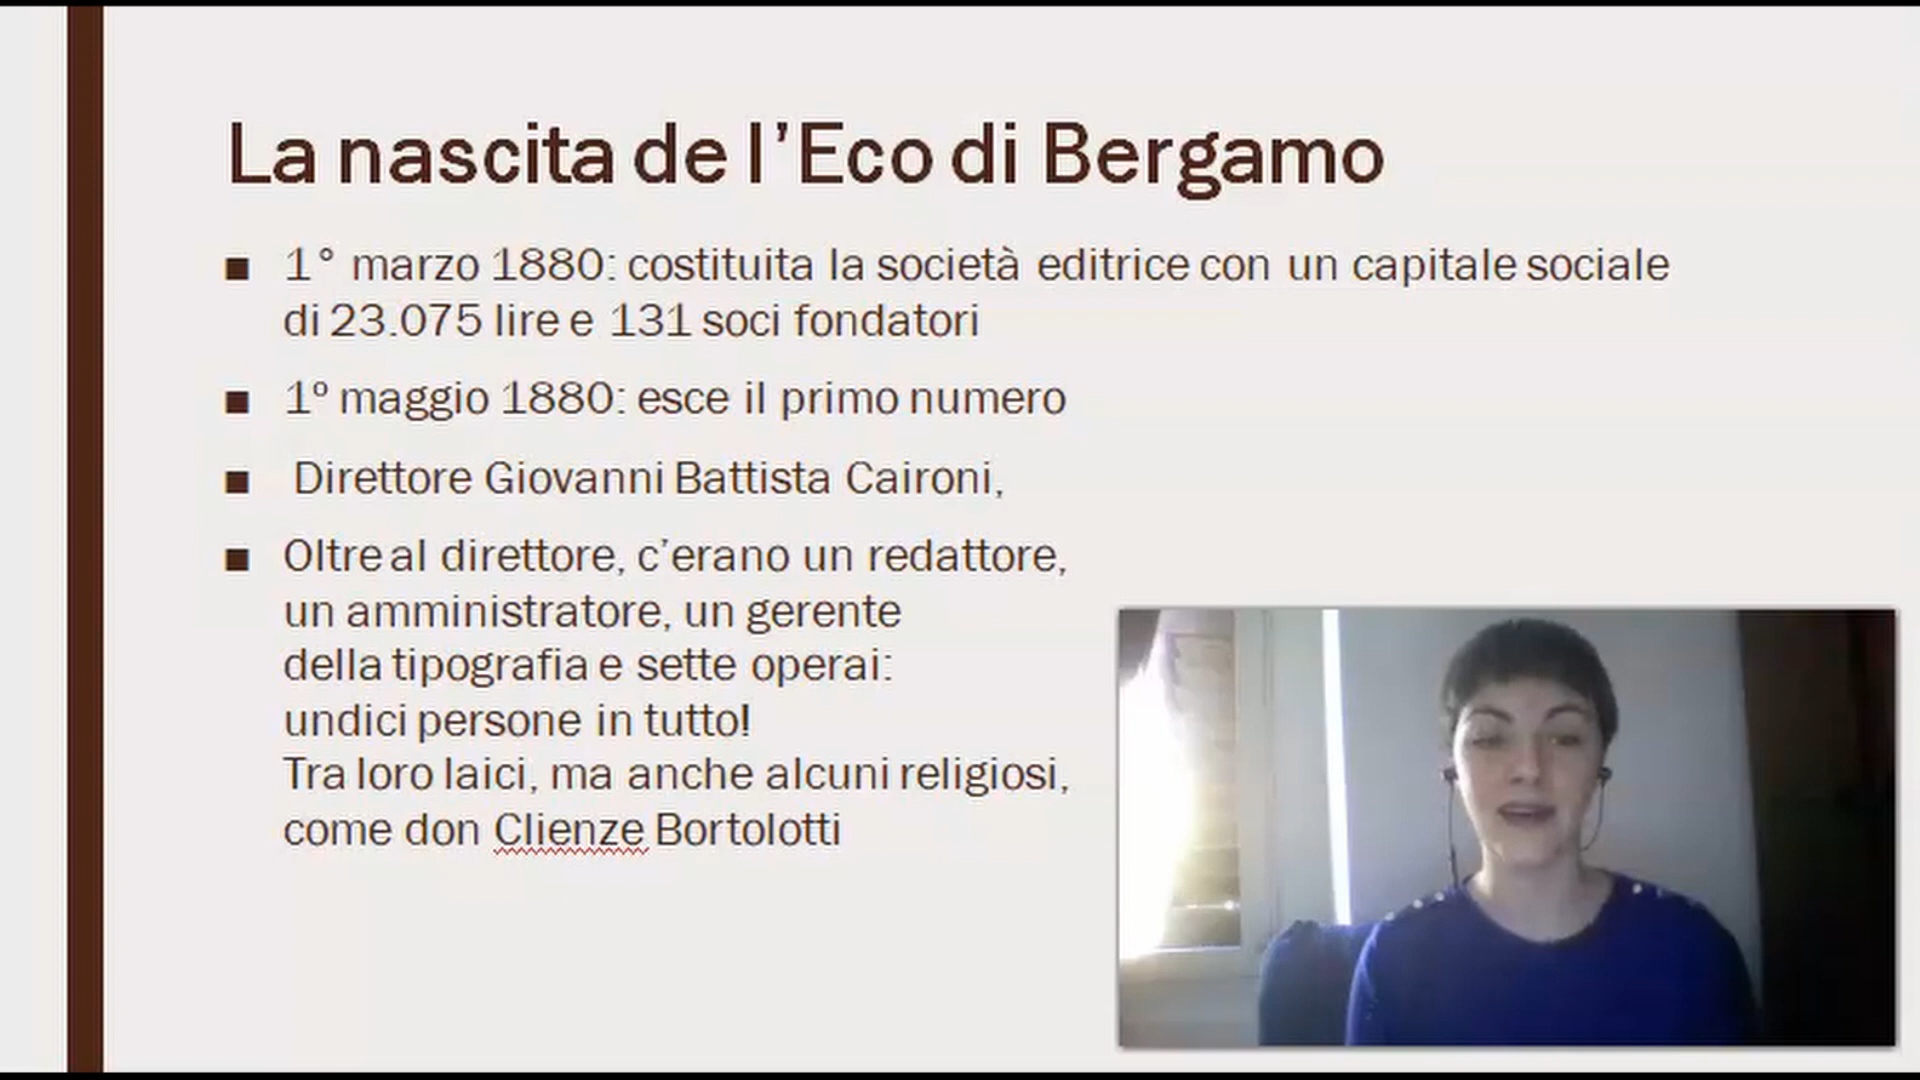 La nascita de l’Eco di Bergamo
1° marzo 1880: costituita la società editrice con un capitale sociale
di 23.075 lire e 131 soci fondatori
1º maggio 1880: esce il primo numero
Direttore Giovanni Battista Caironi,
Oltre al direttore, c’erano un redattore,
un amministratore, un gerente
della tipografia e sette operai:
undici persone in tutto!
Tra loro laici, ma anche alcuni religiosi,
come don Clienze Bortolotti